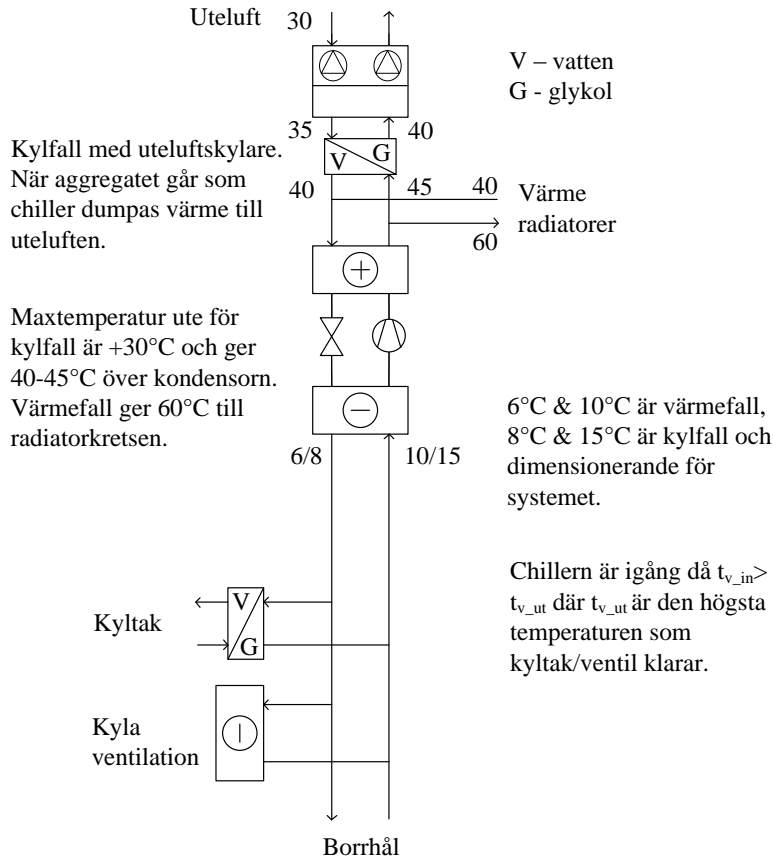 Uteluft
30
V – vatten
G - glykol
35
40
V
G
Kylfall med uteluftskylare.
När aggregatet går som
chiller dumpas värme till
uteluften.
40
45
40
Värme
radiatorer
60
Maxtemperatur ute för
kylfall är +30°C och ger
40-45°C över kondensorn.
Värmefall ger 60°C till
radiatorkretsen.
6°C & 10°C är värmefall,
8°C & 15°C är kylfall och
dimensionerande för
systemet.
6/8
10/15
Chillern är igång då t_v_in>
t_v_ut där t_v_ut är den högsta
temperaturen som
kyltak/ventil klarar.
Kyltak
V
G
Kyla
ventilation
Borrhål